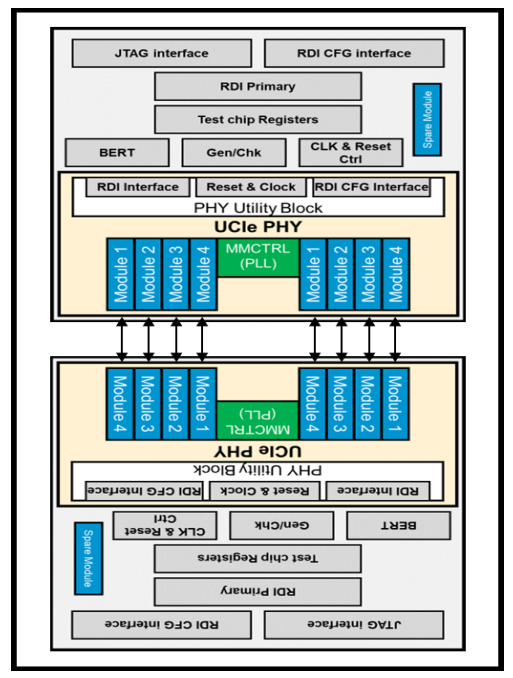 JTAG interface
RDI CFG interface
RDI Primary
Test chip Registers
Spare Module
BERT
Gen/Chk
CLK & Reset
Ctrl
RDI Interface
Reset & Clock
RDI CFG Interface
PHY Utility Block
UCIe PHY
Module 1
Module 2
Module 3
Module 4
MMCTRL
(PLL)
Module 1
Module 2
Module 3
Module 4
Module 4
Module 3
Module 2
Module 1
MMCTRL
(PLL)
Module 4
Module 3
Module 2
Module 1
UCIe PHY
PHY Utility Block
RDI CFG Interface
Reset & Clock
RDI Interface
CLK & Reset
Ctrl
Gen/Chk
BERT
Spare Module
Test chip Registers
RDI Primary
RDI CFG interface
JTAG interface